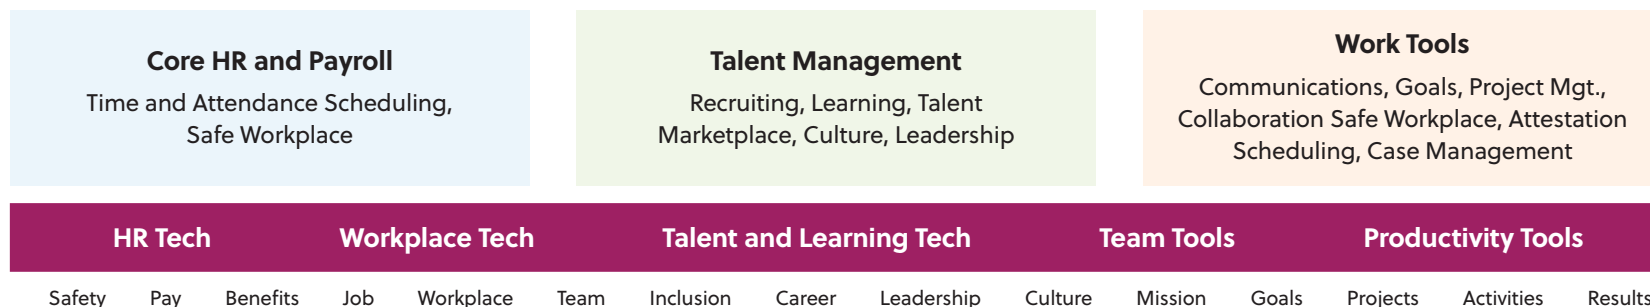 Core HR and Payroll
Time and Attendance Scheduling,
Safe Workplace
Talent Management
Recruiting, Learning, Talent
Marketplace, Culture, Leadership
Work Tools
Communications, Goals, Project Mgt.,
Collaboration Safe Workplace, Attestation
Scheduling, Case Management
HR Tech Workplace Tech Talent and Learning Tech Team Tools Productivity Tools
Safety Pay Benefits Job Workplace Team Inclusion Career Leadership Culture Mission Goals Projects Activities Results